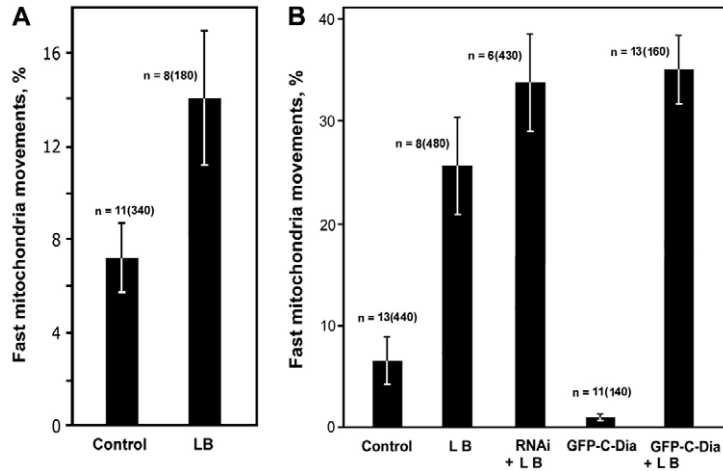 A
Fast mitochondria movements, %
16
12
8
4
0
n = 8(180)
n = 11(340)
Control
LB
B
Fast mitochondria movements, %
40
30
20
10
0
n = 13(440)
n = 8(480)
n = 6(430)
n = 11(140)
n = 13(160)
Control
L B
RNAi
+ L B
GFP-C-Dia
GFP-C-Dia
+ L B